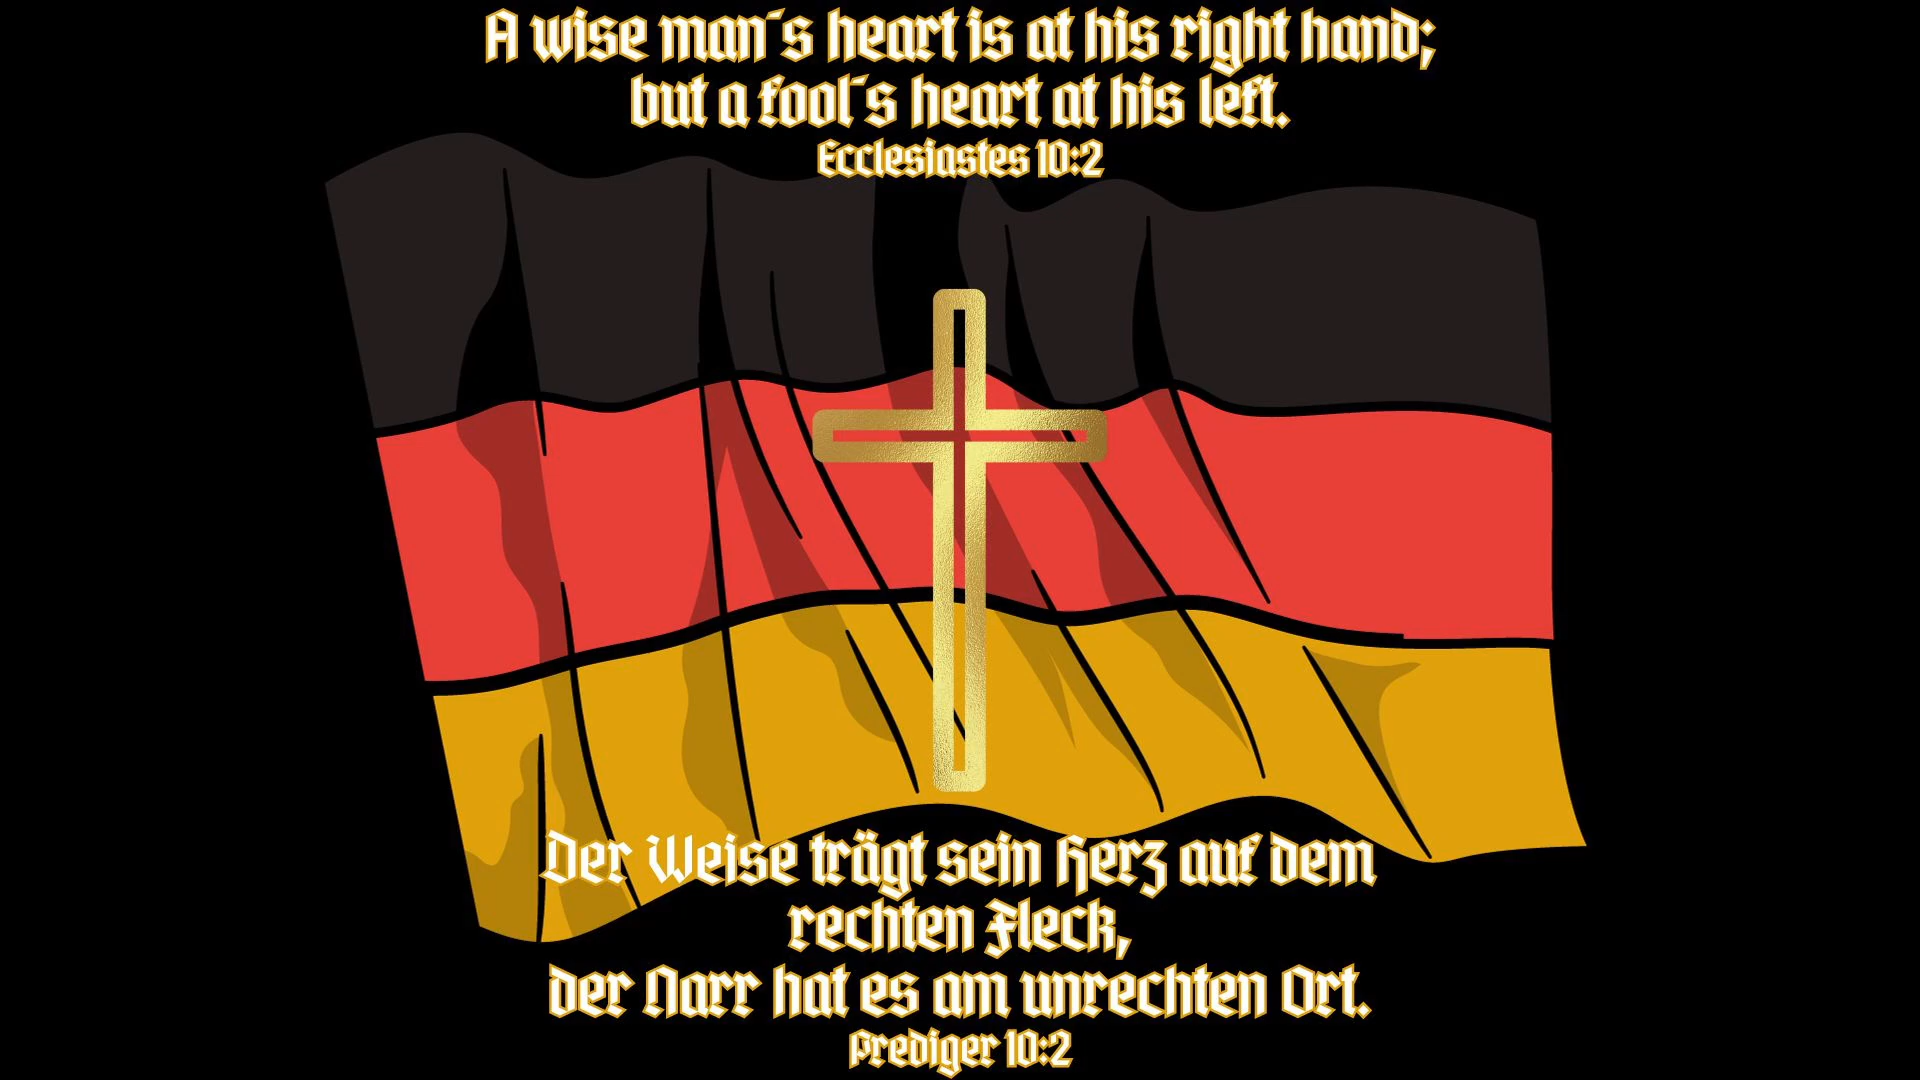 A wise man´s heart is at his right hand;
but a fool´s heart at his left.
Ecclesiastes 10:2
Der Weise trägt sein Herz auf dem
rechten Fleck,
der Narr hat es am unrechten Ort.
Prediger 10:2